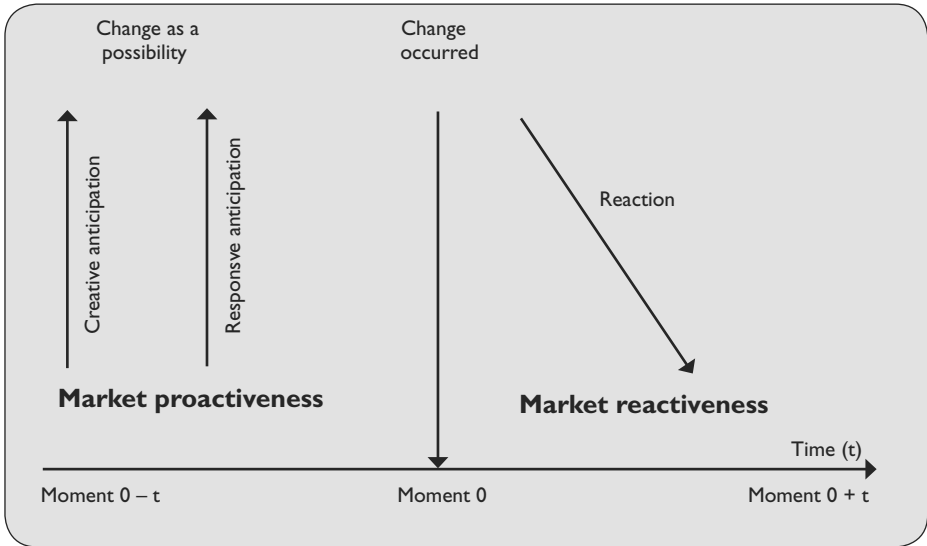 Change as a
possibility
Change
occurred
Creative anticipation
Responsve anticipation
Reaction
Market proactiveness
Market reactiveness
Time (t)
Moment 0 – t
Moment 0
Moment 0 + t